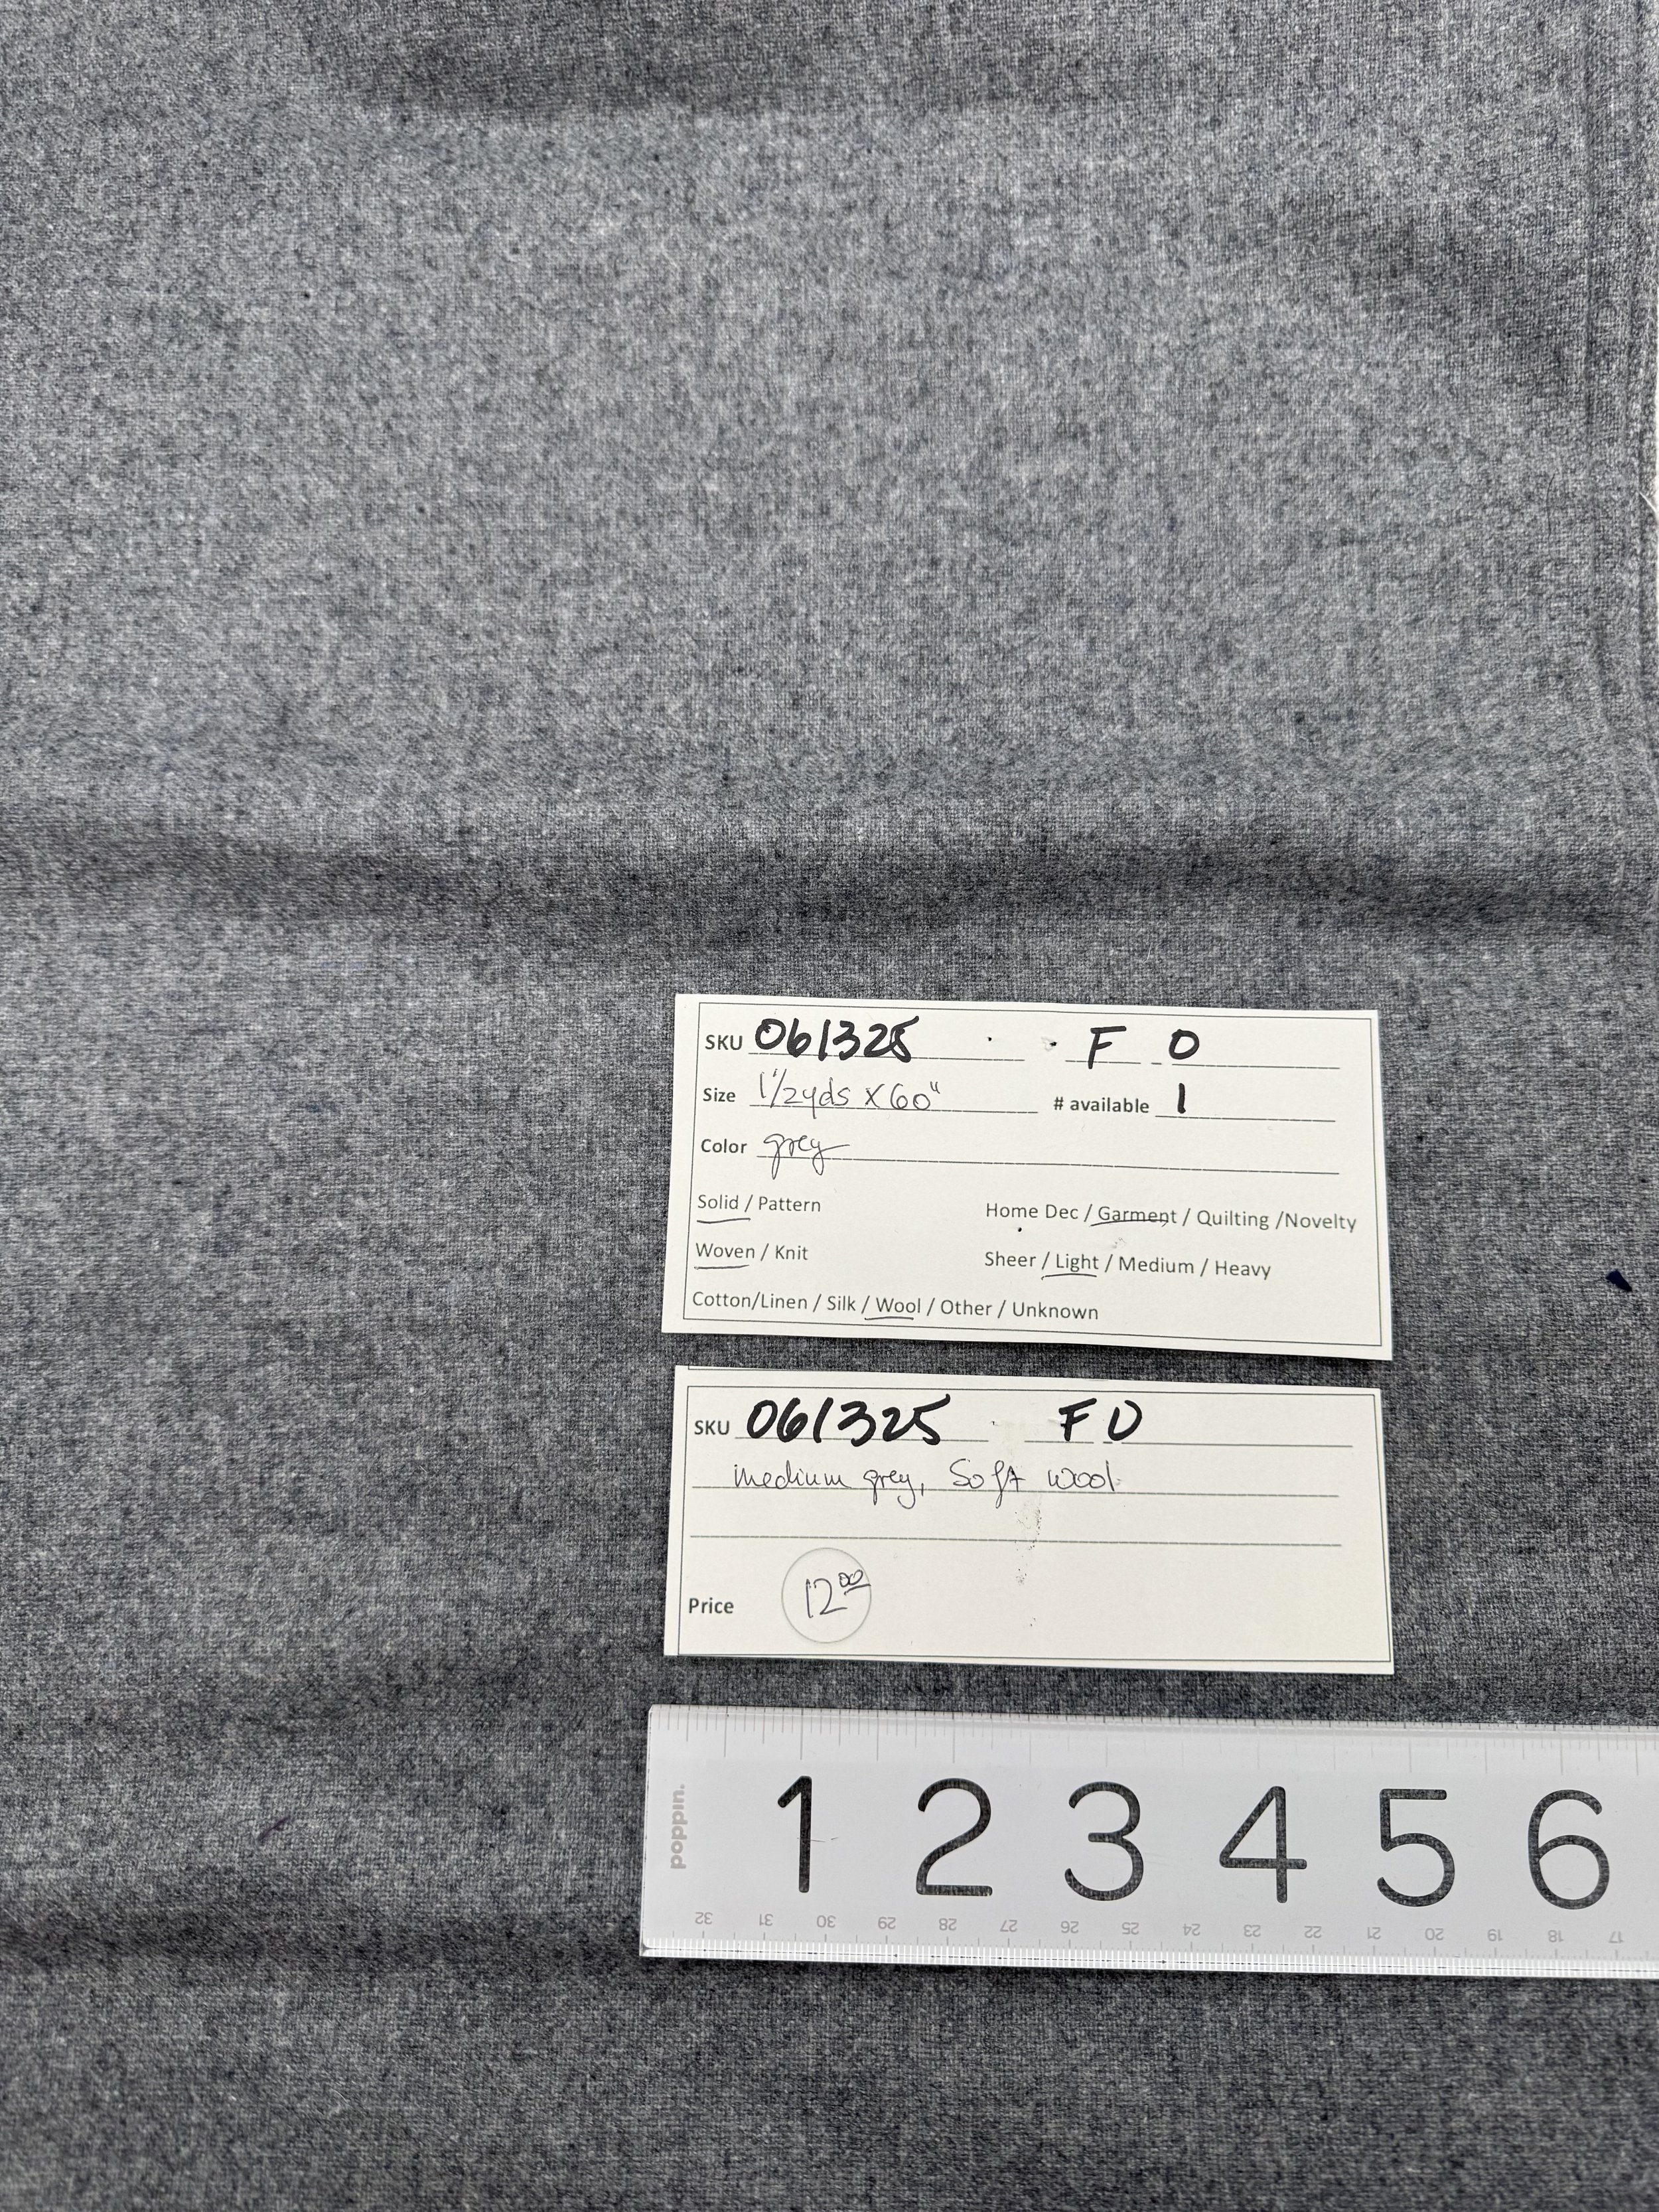 SKU 061325 F 0
Size 1 1/2 yds x 60" # available 1
Color grey
Solid / Pattern Home Dec / Garment / Quilting /Novelty
Woven / Knit Sheer / Light / Medium / Heavy
Cotton/Linen / Silk / Wool / Other / Unknown
SKU 061325 F 0
medium grey, Soft wool
Price 12.00
poppin.
1 2 3 4 5 6
32 31 30 29 28 27 26 25 24 23 22 21 20 19 18 17